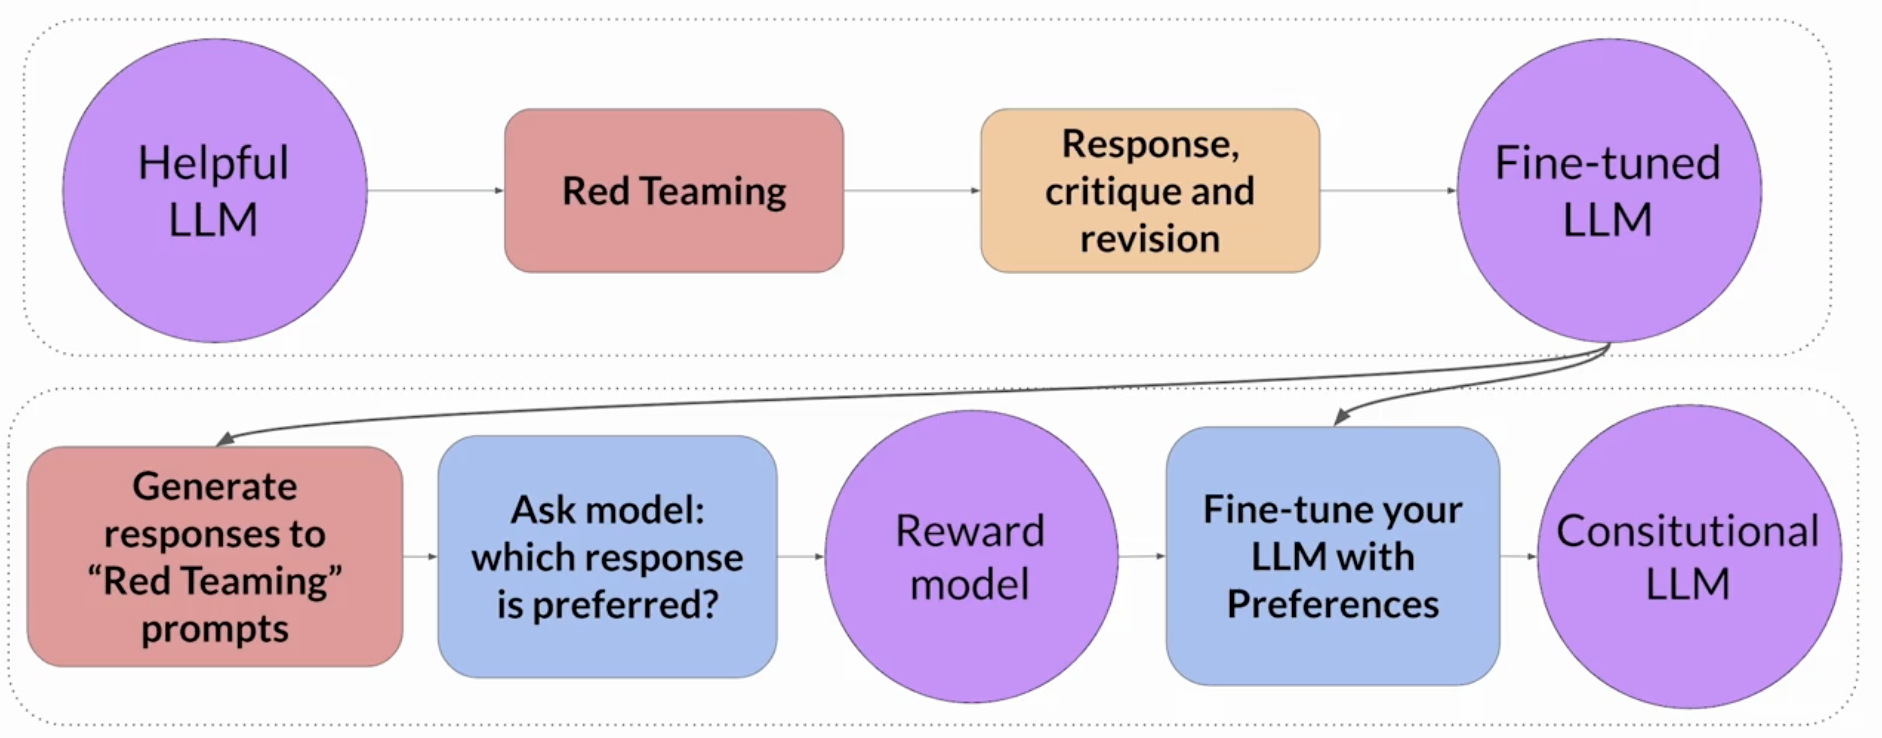 Helpful
LLM
Red Teaming
Response,
critique and
revision
Fine-tuned
LLM
Generate
responses to
“Red Teaming”
prompts
Ask model:
which response
is preferred?
Reward
model
Fine-tune your
LLM with
Preferences
Consitutional
LLM